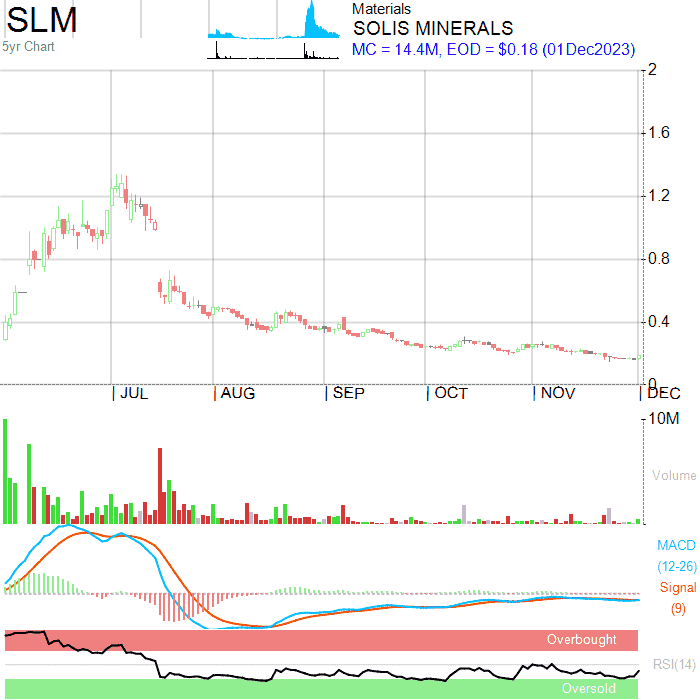 SLM
5yr Chart
Materials
SOLIS MINERALS
MC = 14.4M, EOD = $0.18 (01Dec2023)
2
1.6
1.2
0.8
0.4
0
JUL AUG SEP OCT NOV DEC
10M
Volume
MACD
(12-26)
Signal
(9)
Overbought
RSI(14)
Oversold